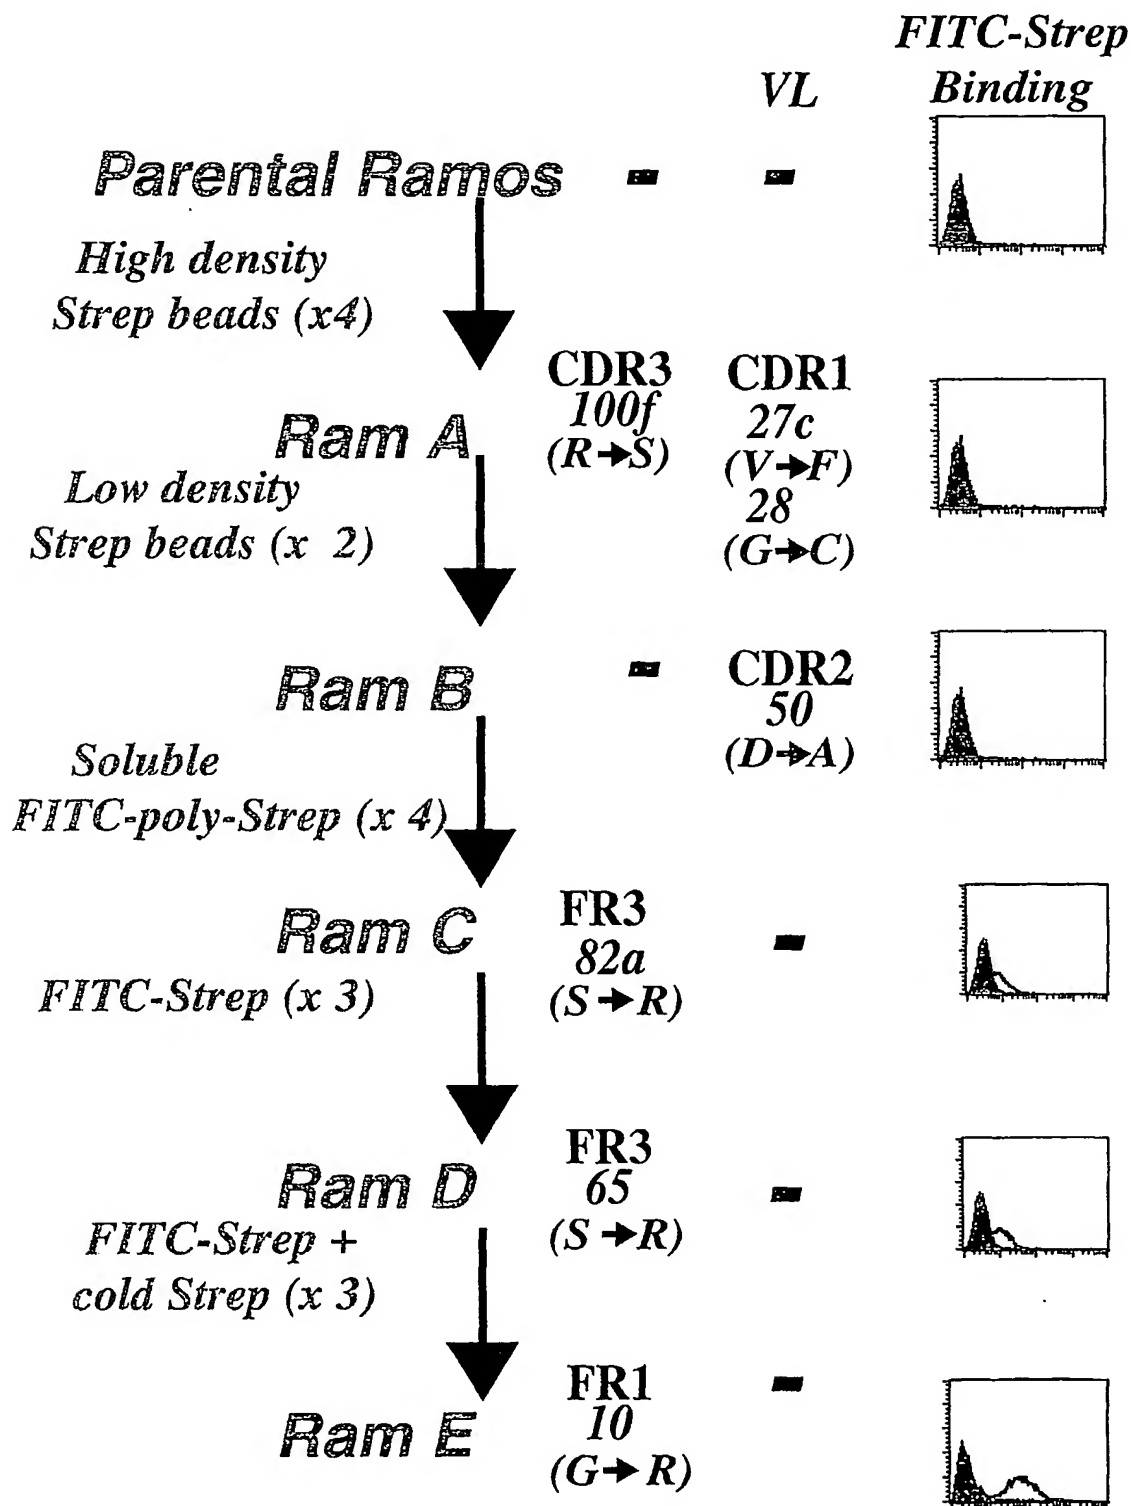 FITC-Strep
VL Binding
Parental Ramos - -
High density
Strep beads (x4)
CDR3 CDR1
100f 27c
Ram A (R→S) (V→F)
Low density 28
Strep beads (x 2) (G→C)
Ram B - CDR2
50
Soluble (D→A)
FITC-poly-Strep (x 4)
Ram C FR3 -
82a
FITC-Strep (x 3) (S→R)
FR3
Ram D 65 -
FITC-Strep + (S→R)
cold Strep (x 3)
FR1 -
Ram E 10
(G→R)